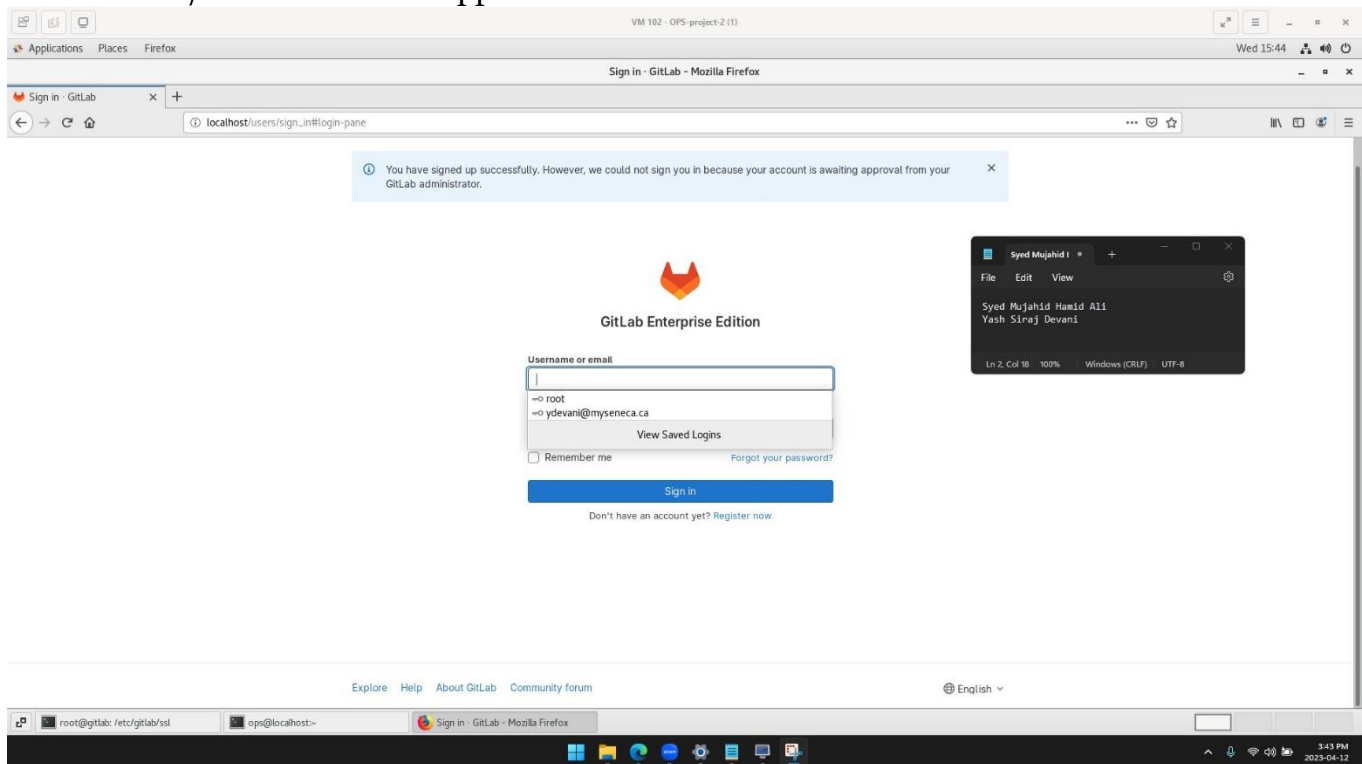 VM 102 - OPS-project-2 (1)
Applications Places Firefox
Wed 15:44
Sign in · GitLab - Mozilla Firefox
Sign in · GitLab
localhost/users/sign_in#login-pane
You have signed up successfully. However, we could not sign you in because your account is awaiting approval from your
GitLab administrator.
Syed Mujahid I
File Edit View
Syed Mujahid Hamid Ali
Yash Siraj Devani
Ln 2, Col 18 100% Windows (CRLF) UTF-8
GitLab Enterprise Edition
Username or email
root
ydevani@myseneca.ca
View Saved Logins
Remember me Forgot your password?
Sign in
Don't have an account yet? Register now
Explore Help About GitLab Community forum English
root@gitlab: /etc/gitlab/ssl ops@localhost:~ Sign in · GitLab - Mozilla Firefox
3:43 PM
2023-04-12